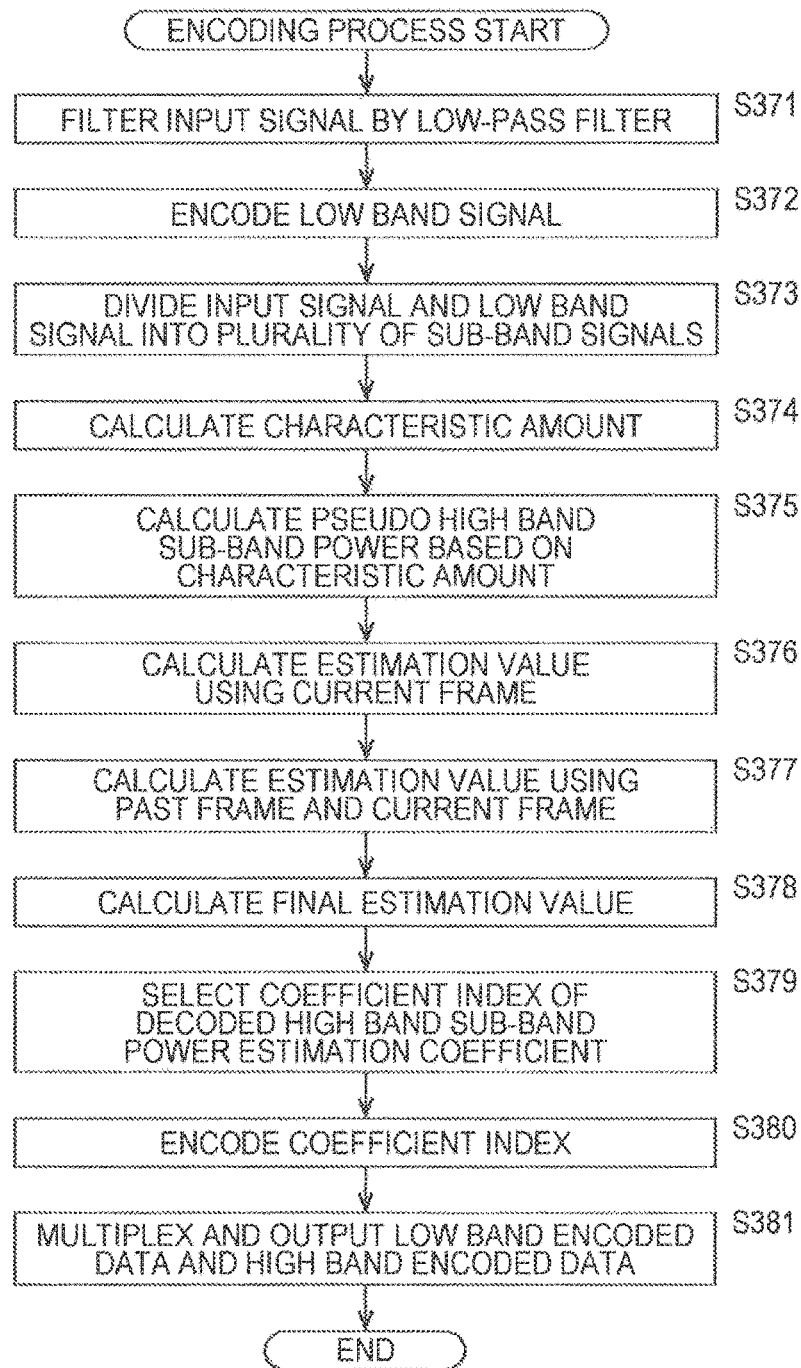 ENCODING PROCESS START
S371
FILTER INPUT SIGNAL BY LOW-PASS FILTER
S372
ENCODE LOW BAND SIGNAL
S373
DIVIDE INPUT SIGNAL AND LOW BAND
SIGNAL INTO PLURALITY OF SUB-BAND SIGNALS
S374
CALCULATE CHARACTERISTIC AMOUNT
S375
CALCULATE PSEUDO HIGH BAND
SUB-BAND POWER BASED ON
CHARACTERISTIC AMOUNT
S376
CALCULATE ESTIMATION VALUE
USING CURRENT FRAME
S377
CALCULATE ESTIMATION VALUE USING
PAST FRAME AND CURRENT FRAME
S378
CALCULATE FINAL ESTIMATION VALUE
S379
SELECT COEFFICIENT INDEX OF
DECODED HIGH BAND SUB-BAND
POWER ESTIMATION COEFFICIENT
S380
ENCODE COEFFICIENT INDEX
S381
MULTIPLEX AND OUTPUT LOW BAND ENCODED
DATA AND HIGH BAND ENCODED DATA
END